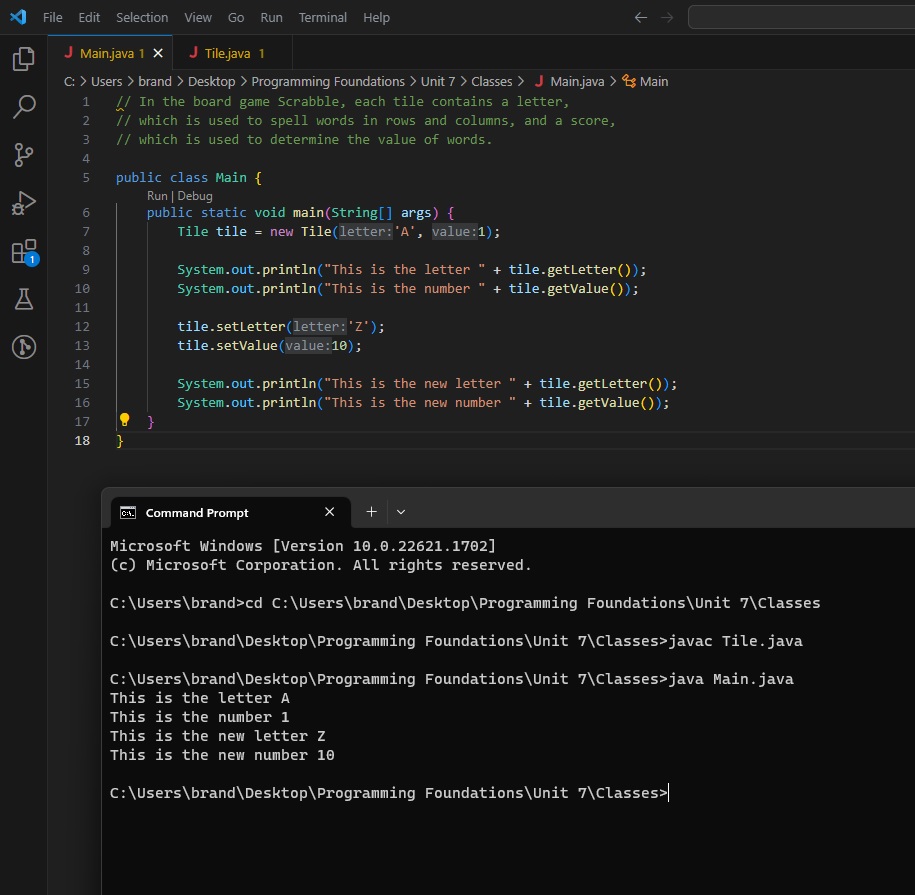 File Edit Selection View Go Run Terminal Help
Main.java 1 Tile.java 1
C: > Users > brand > Desktop > Programming Foundations > Unit 7 > Classes > Main.java > Main
1 // In the board game Scrabble, each tile contains a letter,
2 // which is used to spell words in rows and columns, and a score,
3 // which is used to determine the value of words.
4
5 public class Main {
Run | Debug
6 public static void main(String[] args) {
7 Tile tile = new Tile(letter:'A', value:1);
8
9 System.out.println("This is the letter " + tile.getLetter());
10 System.out.println("This is the number " + tile.getValue());
11
12 tile.setLetter(letter:'Z');
13 tile.setValue(value:10);
14
15 System.out.println("This is the new letter " + tile.getLetter());
16 System.out.println("This is the new number " + tile.getValue());
17 }
18 }
1
Command Prompt
Microsoft Windows [Version 10.0.22621.1702]
(c) Microsoft Corporation. All rights reserved.
C:\Users\brand>cd C:\Users\brand\Desktop\Programming Foundations\Unit 7\Classes
C:\Users\brand\Desktop\Programming Foundations\Unit 7\Classes>javac Tile.java
C:\Users\brand\Desktop\Programming Foundations\Unit 7\Classes>java Main.java
This is the letter A
This is the number 1
This is the new letter Z
This is the new number 10
C:\Users\brand\Desktop\Programming Foundations\Unit 7\Classes>